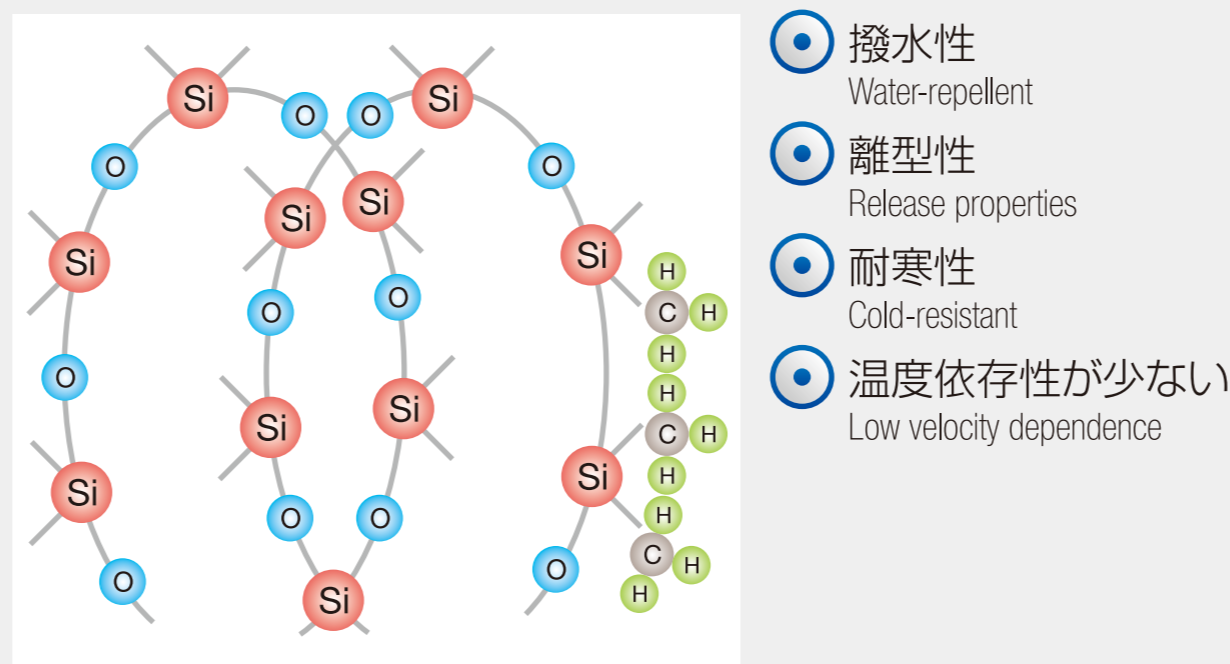 Si
Si
O
O
O
O
Si
Si
Si
Si
H
C
H
O
O
O
H
H
Si
Si
C
H
Si
Si
H
O
O
H
O
O
C
H
H
Si
撥水性
Water-repellent
離型性
Release properties
耐寒性
Cold-resistant
温度依存性が少ない
Low velocity dependence